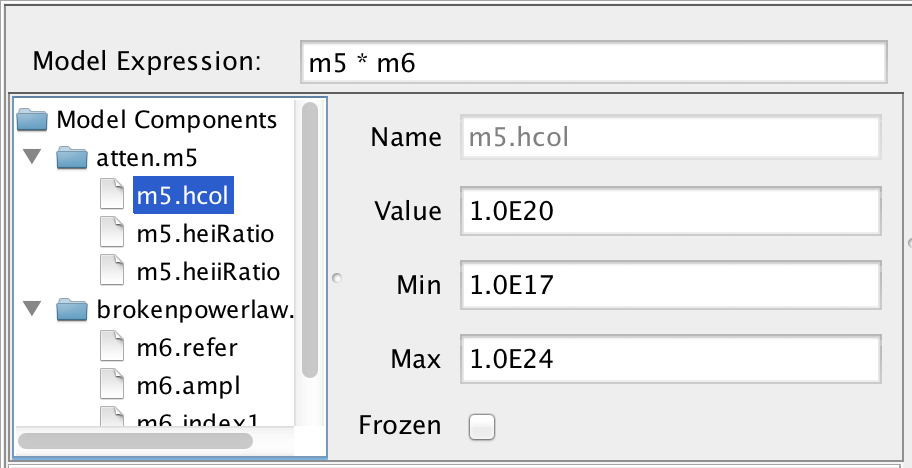 Model Expression: m5 * m6
Model Components
atten.m5
m5.hcol
m5.heiRatio
m5.heiiRatio
brokenpowerlaw.
m6.refer
m6.ampl
m6.index1
Name m5.hcol
Value 1.0E20
Min 1.0E17
Max 1.0E24
Frozen